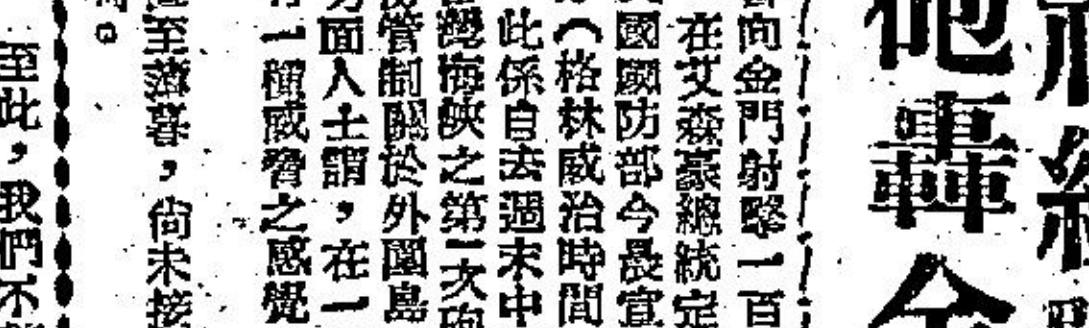 砲轟金
向金門射擊一百
在艾森豪總統定
國國防部今晨宣
（格林威治時間
此係自去週末中
灣海峽之第一次砲
管制關於外圍島
方面人士謂，在一
一種威脅之感覺
至薄暮，尚未接
。
至此，我們不